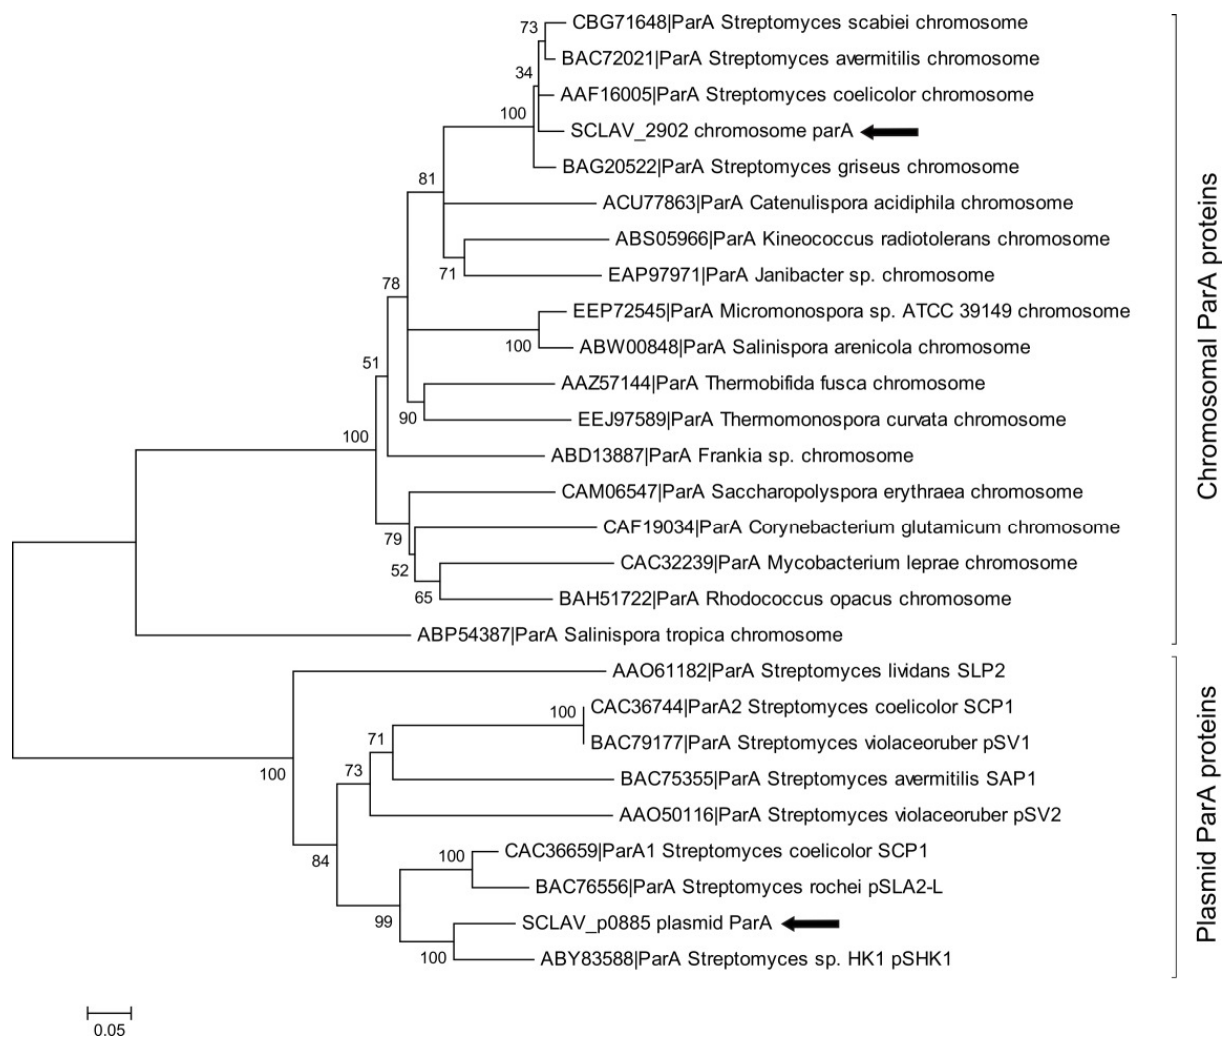 73
CBG71648|ParA Streptomyces scabiei chromosome
BAC72021|ParA Streptomyces avermitilis chromosome
34
AAF16005|ParA Streptomyces coelicolor chromosome
100
SCLAV_2902 chromosome parA
BAG20522|ParA Streptomyces griseus chromosome
81
ACU77863|ParA Catenulispora acidiphila chromosome
ABS05966|ParA Kineococcus radiotolerans chromosome
71
EAP97971|ParA Janibacter sp. chromosome
78
EEP72545|ParA Micromonospora sp. ATCC 39149 chromosome
100
ABW00848|ParA Salinispora arenicola chromosome
51
AAZ57144|ParA Thermobifida fusca chromosome
90
EEJ97589|ParA Thermomonospora curvata chromosome
100
ABD13887|ParA Frankia sp. chromosome
CAM06547|ParA Saccharopolyspora erythraea chromosome
79
CAF19034|ParA Corynebacterium glutamicum chromosome
52
CAC32239|ParA Mycobacterium leprae chromosome
65
BAH51722|ParA Rhodococcus opacus chromosome
ABP54387|ParA Salinispora tropica chromosome
Chromosomal ParA proteins
AAO61182|ParA Streptomyces lividans SLP2
100
CAC36744|ParA2 Streptomyces coelicolor SCP1
71
BAC79177|ParA Streptomyces violaceoruber pSV1
73
BAC75355|ParA Streptomyces avermitilis SAP1
100
AAO50116|ParA Streptomyces violaceoruber pSV2
84
100
CAC36659|ParA1 Streptomyces coelicolor SCP1
BAC76556|ParA Streptomyces rochei pSLA2-L
99
SCLAV_p0885 plasmid ParA
100
ABY83588|ParA Streptomyces sp. HK1 pSHK1
Plasmid ParA proteins
0.05